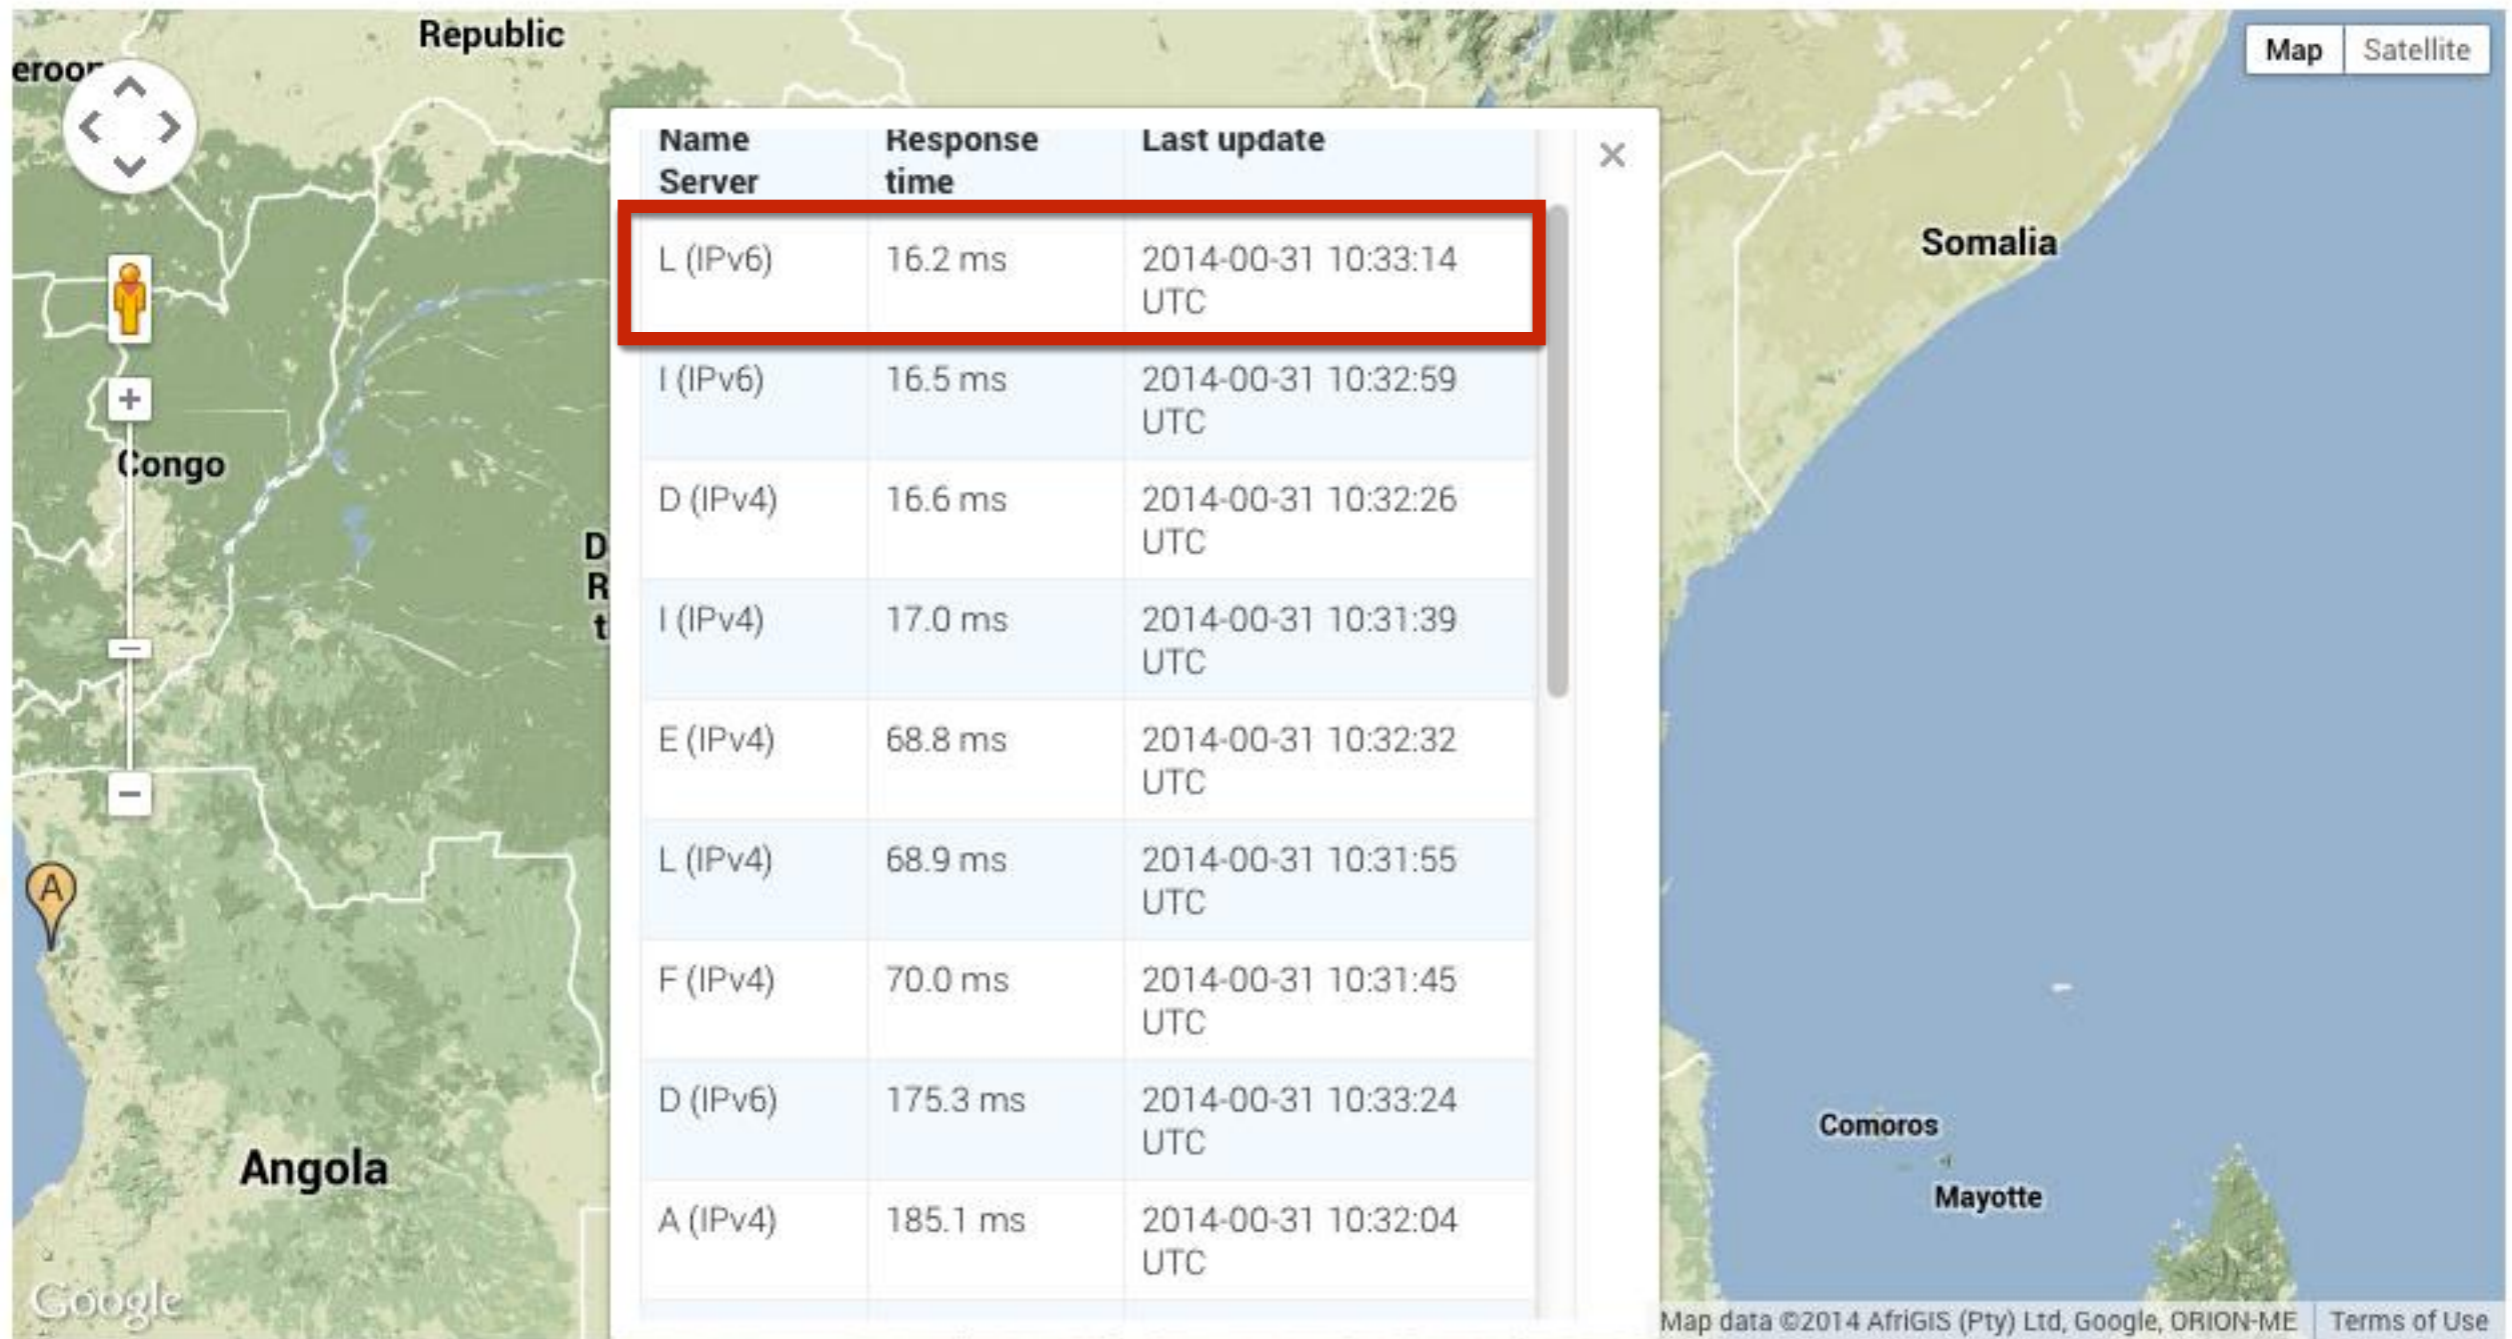 Republic
eroon
Map Satellite
Name Response Last update
Server time
L (IPv6) 16.2 ms 2014-00-31 10:33:14
UTC
Somalia
I (IPv6) 16.5 ms 2014-00-31 10:32:59
UTC
Congo
D (IPv4) 16.6 ms 2014-00-31 10:32:26
UTC
D
R
t
I (IPv4) 17.0 ms 2014-00-31 10:31:39
UTC
E (IPv4) 68.8 ms 2014-00-31 10:32:32
UTC
L (IPv4) 68.9 ms 2014-00-31 10:31:55
UTC
A
F (IPv4) 70.0 ms 2014-00-31 10:31:45
UTC
D (IPv6) 175.3 ms 2014-00-31 10:33:24
UTC
Comoros
Angola
Mayotte
A (IPv4) 185.1 ms 2014-00-31 10:32:04
UTC
Google
Map data ©2014 AfriGIS (Pty) Ltd, Google, ORION-ME Terms of Use